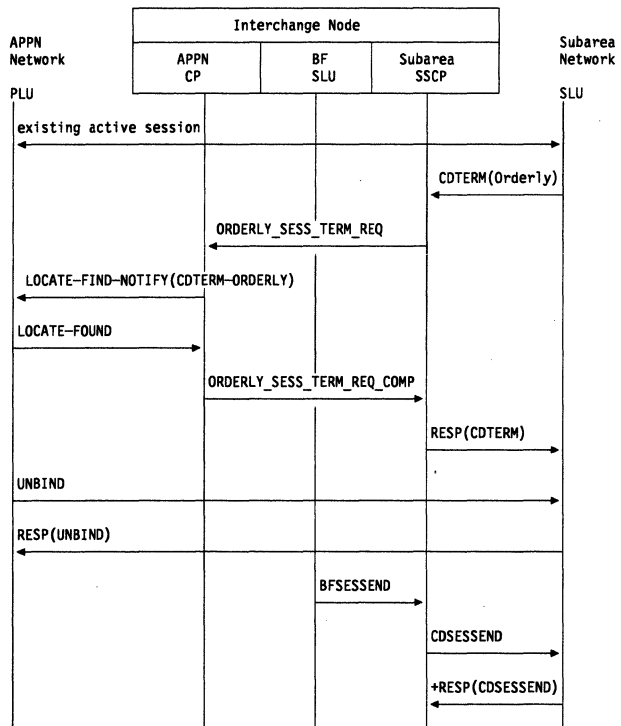 Interchange Node
APPN
Network
PLU
APPN
CP
BF
SLU
Subarea
SSCP
Subarea
Network
SLU
existing active session
CDTERM(Orderly)
ORDERLY_SESS_TERM_REQ
LOCATE-FIND-NOTIFY(CDTERM-ORDERLY)
LOCATE-FOUND
ORDERLY_SESS_TERM_REQ_COMP
RESP(CDTERM)
UNBIND
RESP(UNBIND)
BFSESSEND
CDSESSEND
+RESP(CDSESSEND)